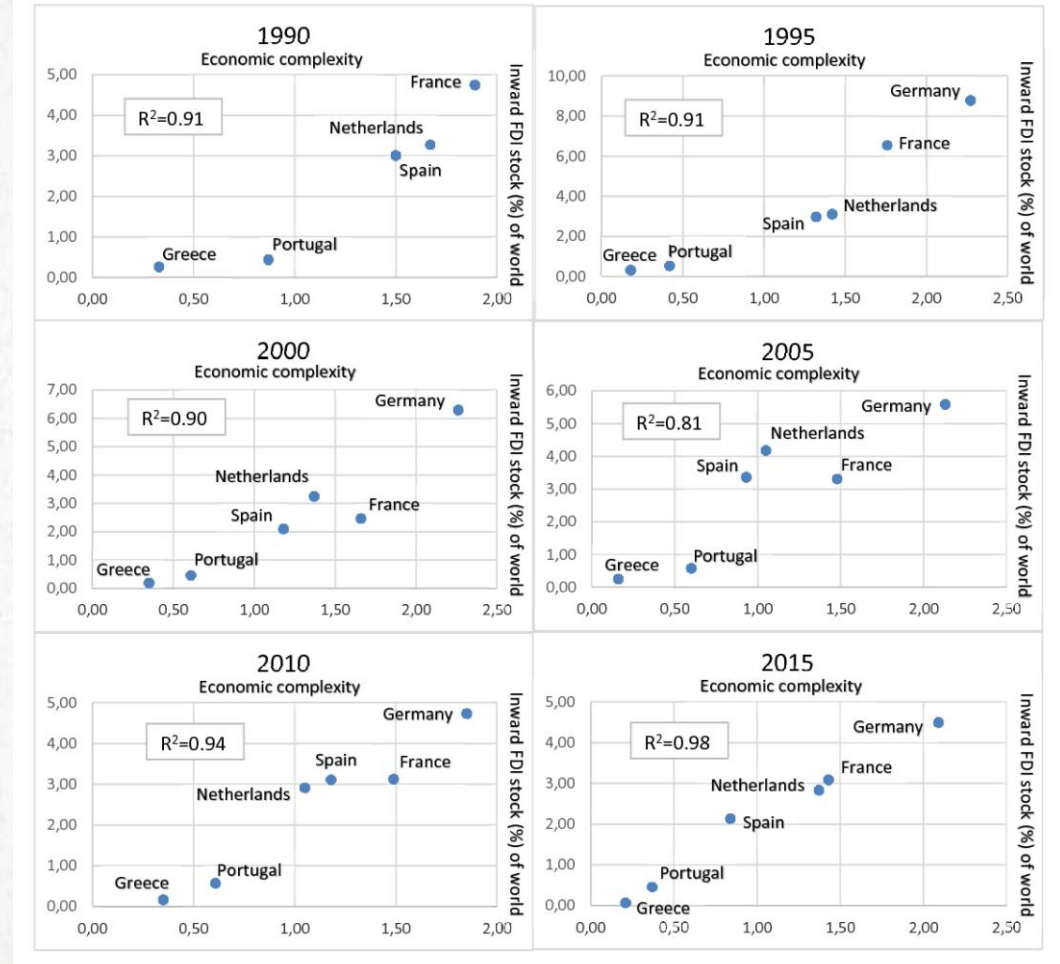 1990
Economic complexity
5,00
4,00
3,00
2,00
1,00
0,00
R²=0.91
France
Netherlands
Spain
Greece
Portugal
0,00 0,50 1,00 1,50 2,00
Inward FDI stock (%) of world
1995
Economic complexity
10,00
8,00
6,00
4,00
2,00
0,00
R²=0.91
Germany
France
Netherlands
Spain
Greece
Portugal
0,00 0,50 1,00 1,50 2,00 2,50
Inward FDI stock (%) of world
2000
Economic complexity
7,00
6,00
5,00
4,00
3,00
2,00
1,00
0,00
R²=0.90
Germany
Netherlands
France
Spain
Greece
Portugal
0,00 0,50 1,00 1,50 2,00 2,50
Inward FDI stock (%) of world
2005
Economic complexity
6,00
5,00
4,00
3,00
2,00
1,00
0,00
R²=0.81
Germany
Netherlands
Spain
France
Greece
Portugal
0,00 0,50 1,00 1,50 2,00 2,50
Inward FDI stock (%) of world
2010
Economic complexity
5,00
4,00
3,00
2,00
1,00
0,00
R²=0.94
Germany
Spain
France
Netherlands
Greece
Portugal
0,00 0,50 1,00 1,50 2,00
Inward FDI stock (%) of world
2015
Economic complexity
5,00
4,00
3,00
2,00
1,00
0,00
R²=0.98
Germany
France
Netherlands
Spain
Portugal
Greece
0,00 0,50 1,00 1,50 2,00 2,50
Inward FDI stock (%) of world